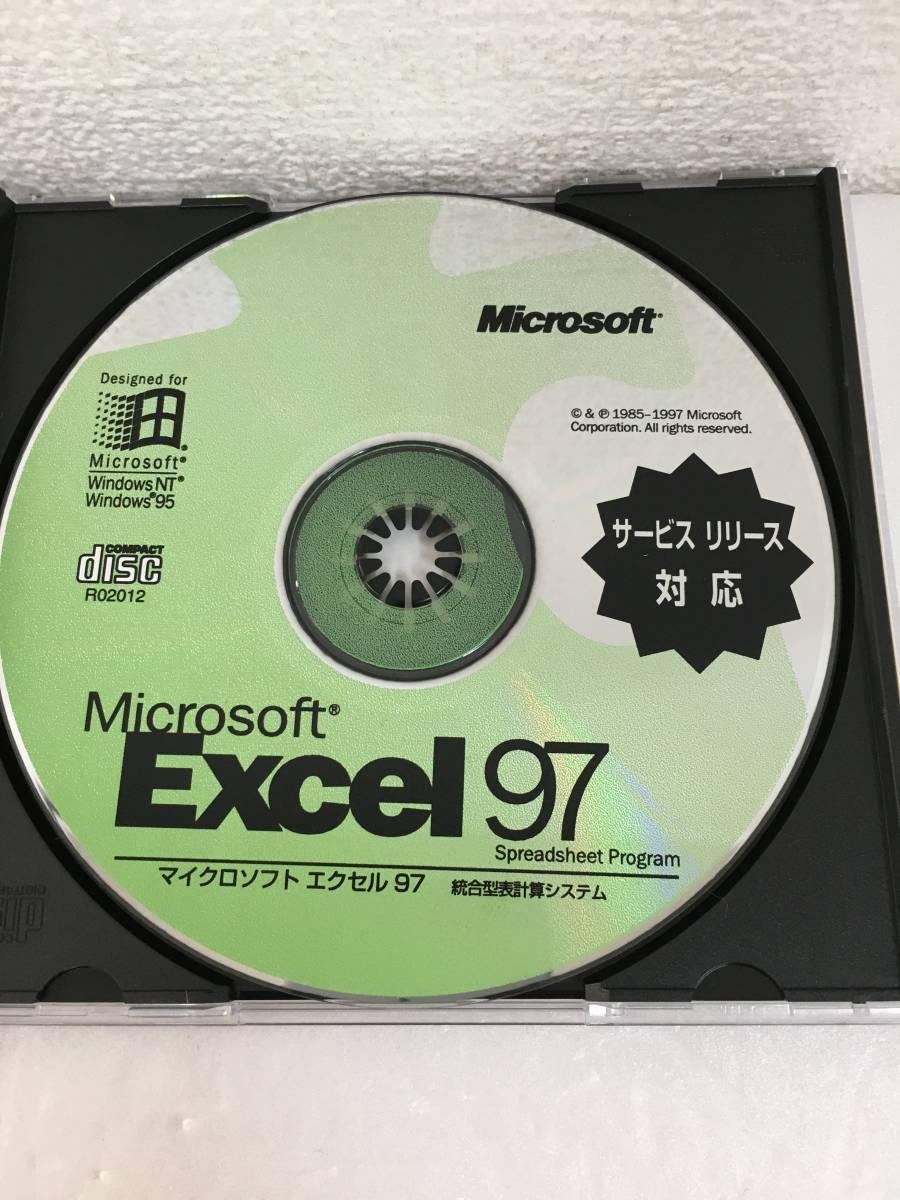 Microsoft
© & ℗ 1985-1997 Microsoft
Corporation. All rights reserved.
Designed for
Microsoft®
Windows NT®
Windows®95
COMPACT
disc
R02012
サービス リリース
対応
Microsoft®
Excel 97
Spreadsheet Program
マイクロソフト エクセル 97 統合型表計算システム